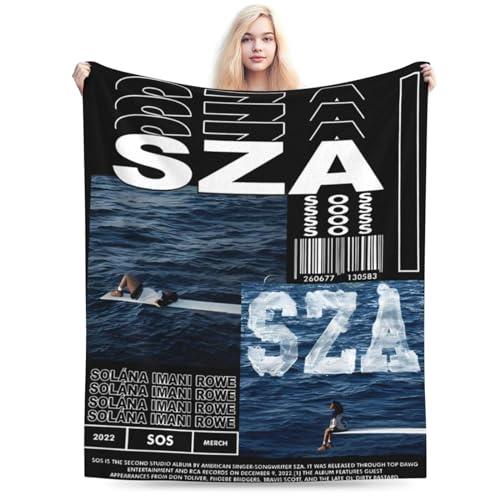 SZA
SZA
SZA
SZA
S O S
S O S
S O S
S O S
260677 130583
SZA
SOLÁNA IMANI ROWE
SOLÁNA IMANI ROWE
SOLÁNA IMANI ROWE
SOLÁNA IMANI ROWE
2022 SOS MERCH
SOS IS THE SECOND STUDIO ALBUM BY AMERICAN SINGER-SONGWRITER SZA. IT WAS RELEASED THROUGH TOP DAWG
ENTERTAINMENT AND RCA RECORDS ON DECEMBER 9, 2022.[1] THE ALBUM FEATURES GUEST
APPEARANCES FROM DON TOLIVER, PHOEBE BRIDGERS, TRAVIS SCOTT, AND THE LATE OL' DIRTY BASTARD.